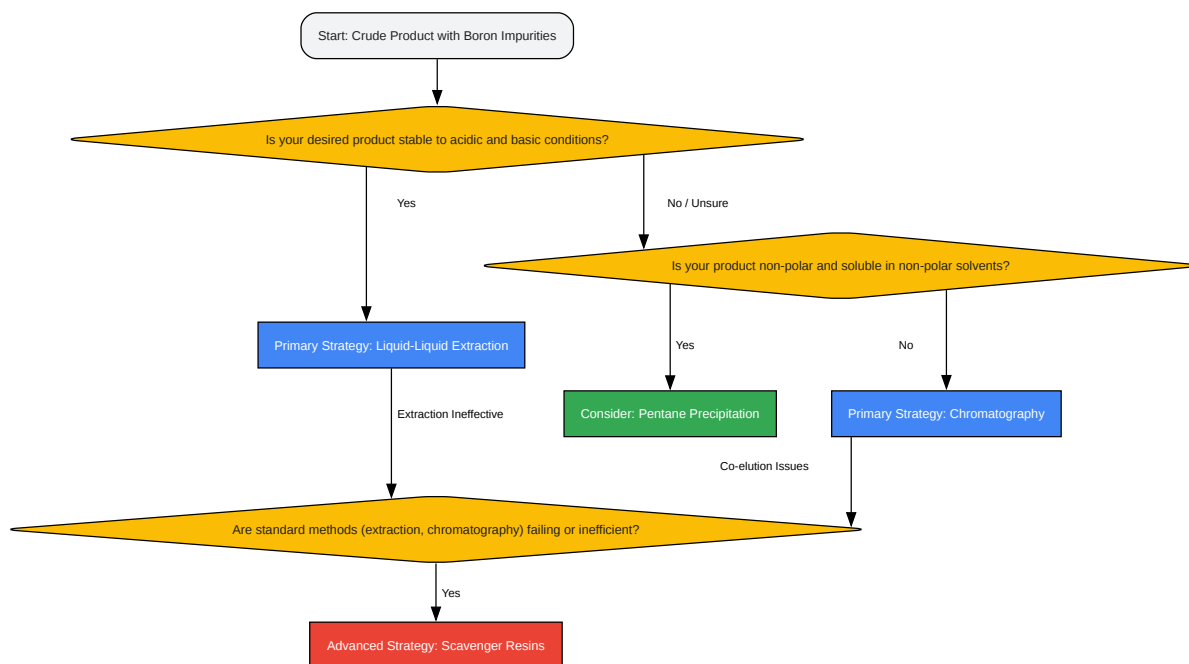 Start: Crude Product with Boron Impurities
Is your desired product stable to acidic and basic conditions?
Yes
No / Unsure
Is your product non-polar and soluble in non-polar solvents?
Primary Strategy: Liquid-Liquid Extraction
Yes
No
Extraction Ineffective
Consider: Pentane Precipitation
Primary Strategy: Chromatography
Co-elution Issues
Are standard methods (extraction, chromatography) failing or inefficient?
Yes
Advanced Strategy: Scavenger Resins